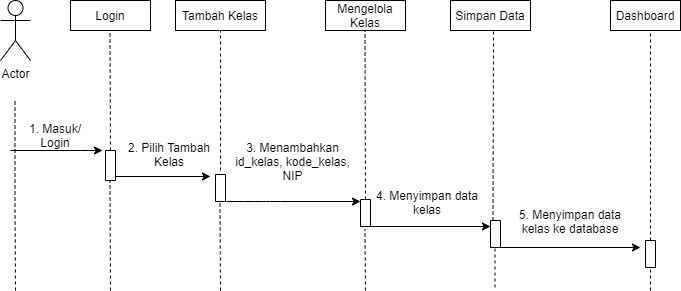 Login
Tambah Kelas
Mengelola
Kelas
Simpan Data
Dashboard
Actor
1. Masuk/
Login
2. Pilih Tambah
Kelas
3. Menambahkan
id_kelas, kode_kelas,
NIP
4. Menyimpan data
kelas
5. Menyimpan data
kelas ke database